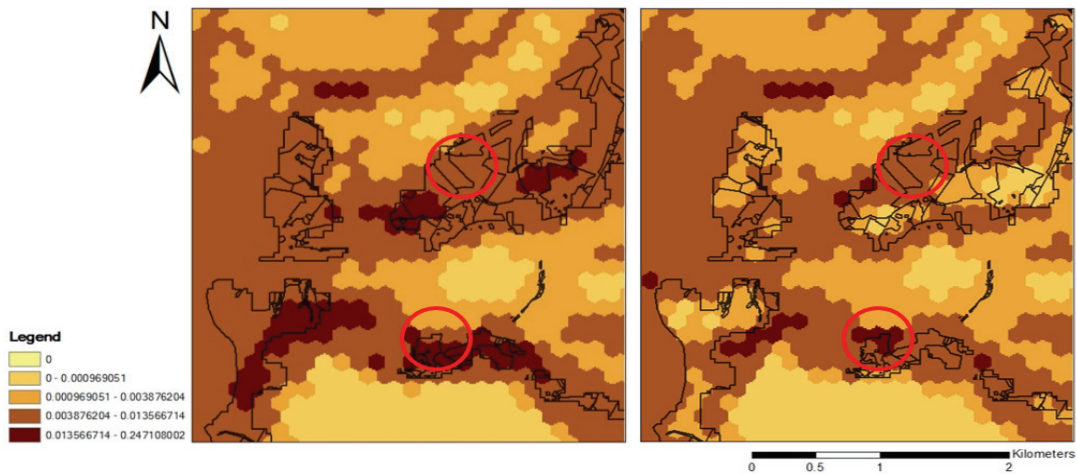 N
Legend
0
0 - 0.000969051
0.000969051 - 0.003876204
0.003876204 - 0.013566714
0.013566714 - 0.247108002
Kilometers
0 0.5 1 2